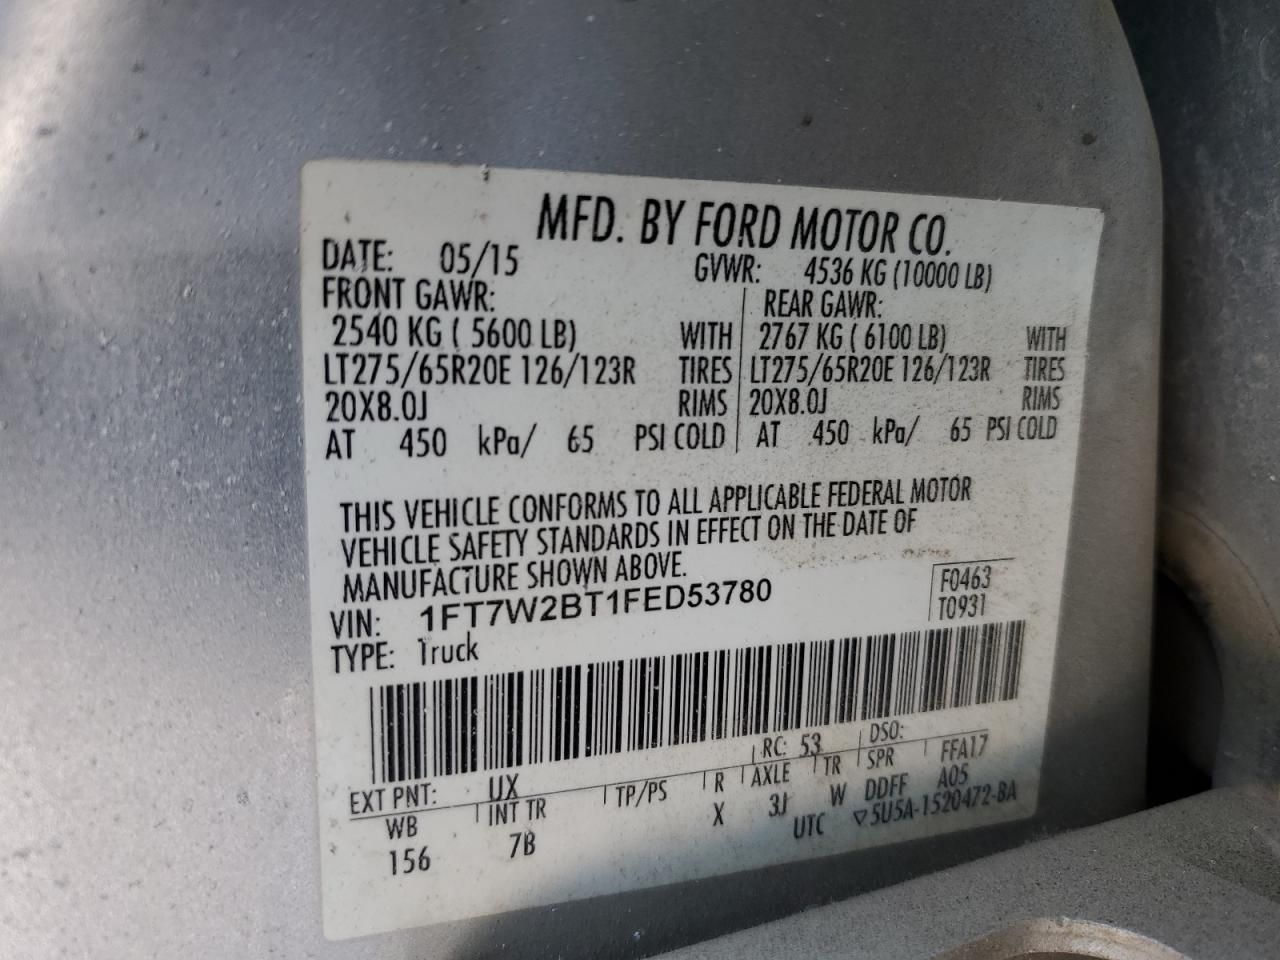 MFD. BY FORD MOTOR CO.
DATE: 05/15 GVWR: 4536 KG (10000 LB)
FRONT GAWR: REAR GAWR:
2540 KG ( 5600 LB) WITH 2767 KG ( 6100 LB) WITH
LT275/65R20E 126/123R TIRES LT275/65R20E 126/123R TIRES
20X8.0J RIMS 20X8.0J RIMS
AT 450 kPa/ 65 PSI COLD AT 450 kPa/ 65 PSI COLD
THIS VEHICLE CONFORMS TO ALL APPLICABLE FEDERAL MOTOR
VEHICLE SAFETY STANDARDS IN EFFECT ON THE DATE OF
MANUFACTURE SHOWN ABOVE.
VIN: 1FT7W2BT1FED53780 F0463
TYPE: Truck T0931
EXT PNT: UX RC: 53 DSO: FFA17
WB INT TR TP/PS R AXLE TR SPR A05
156 7B X 3J W DDFF
UTC ▽5U5A-1520472-BA